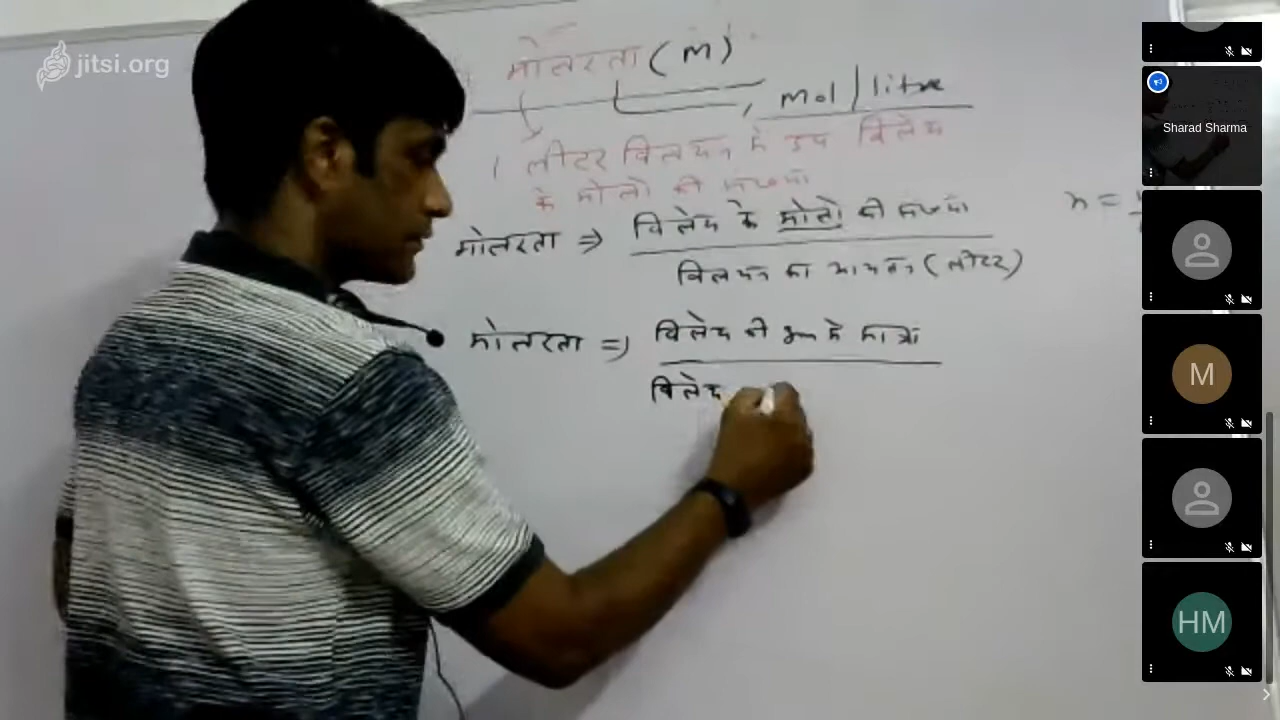 jitsi.org
मोलरता (M)
mol / litre
1 लीटर विलयन मे उप विलेय
के मोलो की संख्या
मोलरता ⇒ विलेय के मोलो की संख्या
विलयन का आयतन (लीटर)
n =
मोलरता ⇒ विलेय की ग्राम मे मात्रा
विलेय
Sharad Sharma
M
HM